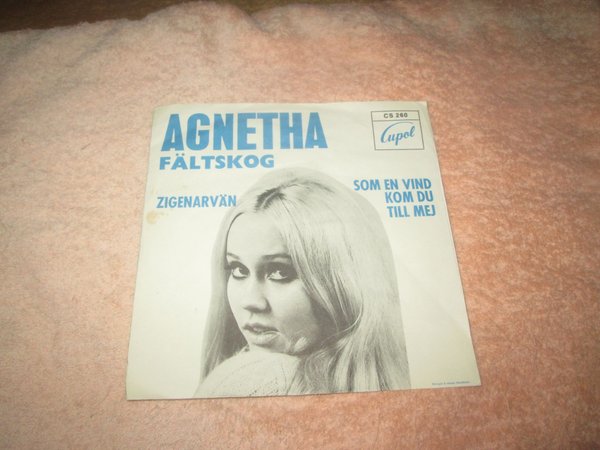 AGNETHA
FÄLTSKOG
CS 260
Cupol
ZIGENARVÄN
SOM EN VIND
KOM DU
TILL MEJ